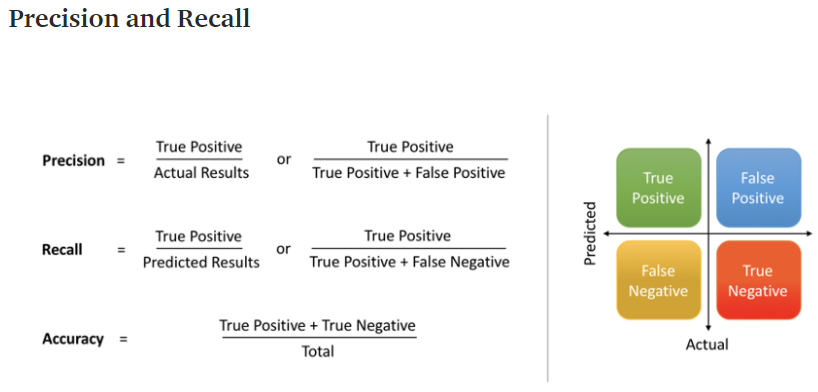 Precision and Recall
Precision = True Positive / Actual Results or True Positive / True Positive + False Positive
Recall = True Positive / Predicted Results or True Positive / True Positive + False Negative
Accuracy = True Positive + True Negative / Total
Predicted
True Positive
False Positive
False Negative
True Negative
Actual